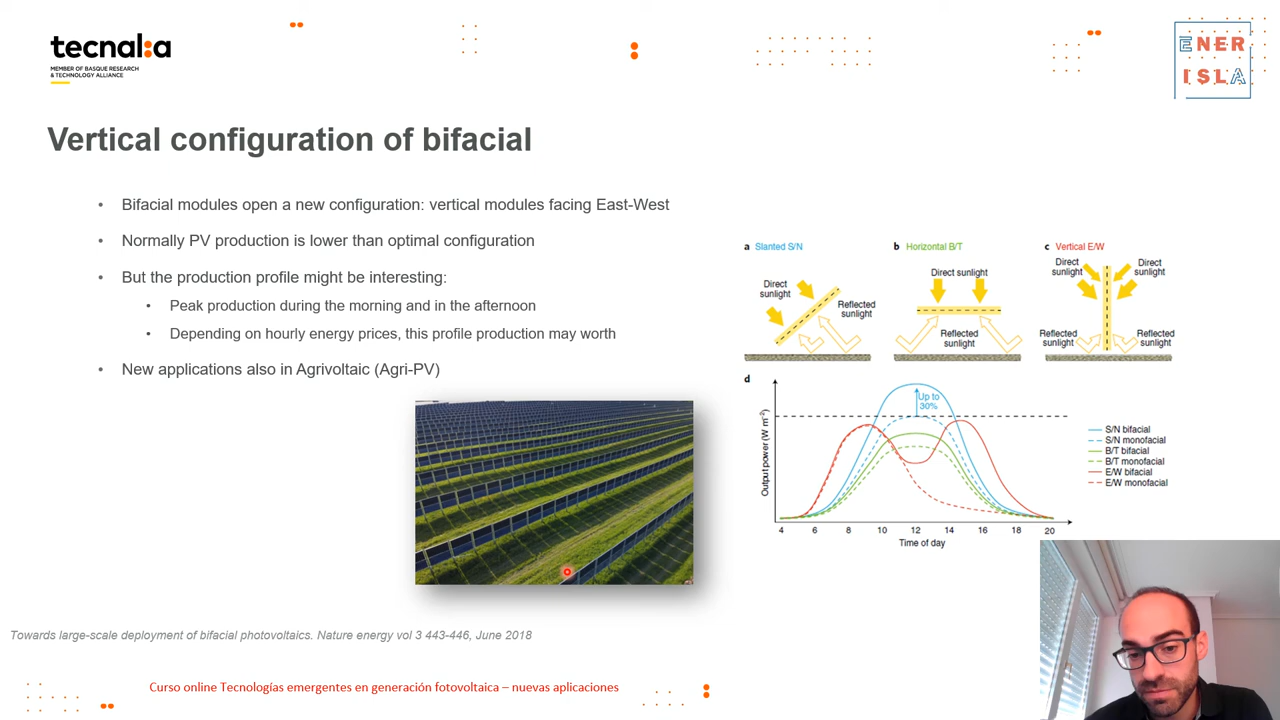 tecnal:a
MEMBER OF BASQUE RESEARCH
& TECHNOLOGY ALLIANCE
ENER
ISLA
Vertical configuration of bifacial
• Bifacial modules open a new configuration: vertical modules facing East-West
• Normally PV production is lower than optimal configuration
• But the production profile might be interesting:
• Peak production during the morning and in the afternoon
• Depending on hourly energy prices, this profile production may worth
• New applications also in Agrivoltaic (Agri-PV)
a Slanted S/N
Direct
sunlight
Reflected
sunlight
b Horizontal B/T
Direct sunlight
Reflected
sunlight
c Vertical E/W
Direct
sunlight
Direct
sunlight
Reflected
sunlight
Reflected
sunlight
d
Output power (W m⁻²)
Up to
30%
4 6 8 10 12 14 16 18 20
Time of day
S/N bifacial
S/N monofacial
B/T bifacial
B/T monofacial
E/W bifacial
E/W monofacial
Towards large-scale deployment of bifacial photovoltaics. Nature energy vol 3 443-446, June 2018
Curso online Tecnologías emergentes en generación fotovoltaica – nuevas aplicaciones